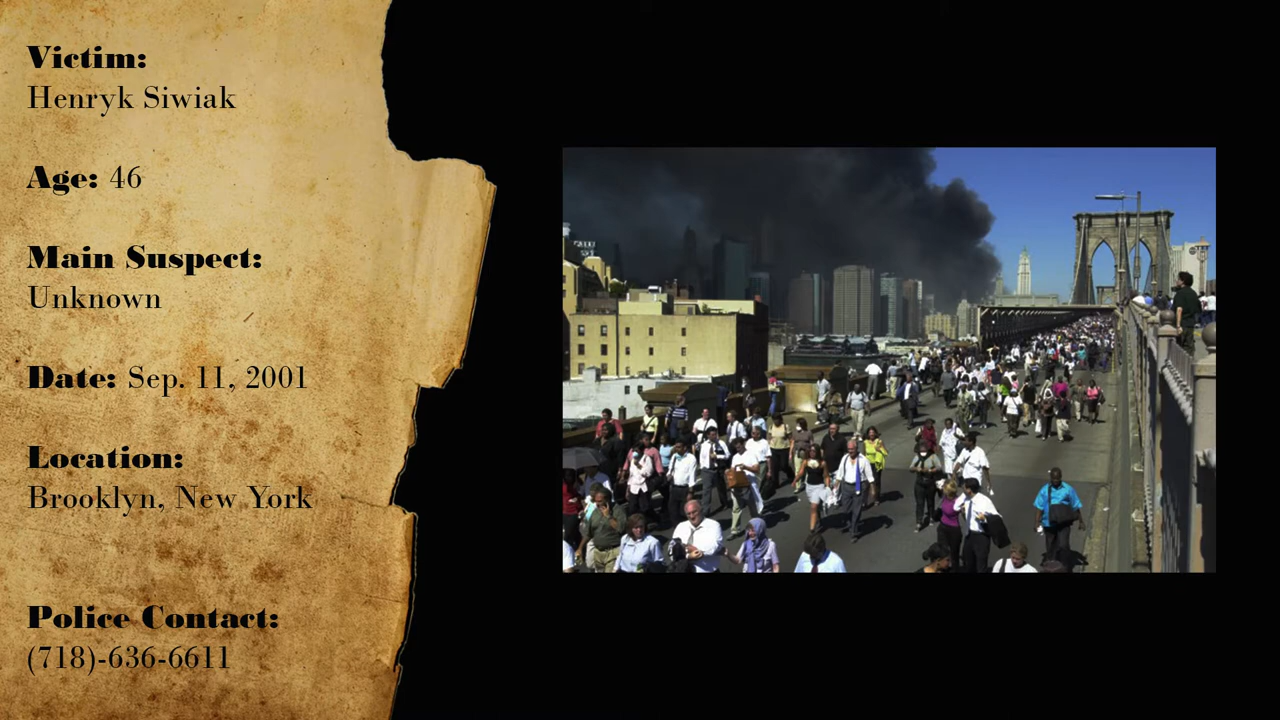 Victim:
Henryk Siwiak
Age: 46
Main Suspect:
Unknown
Date: Sep. 11, 2001
Location:
Brooklyn, New York
Police Contact:
(718)-636-6611